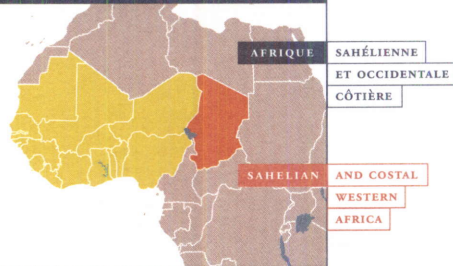 AFRIQUE SAHÉLIENNE
ET OCCIDENTALE
CÔTIÈRE
SAHELIAN AND COSTAL
WESTERN
AFRICA